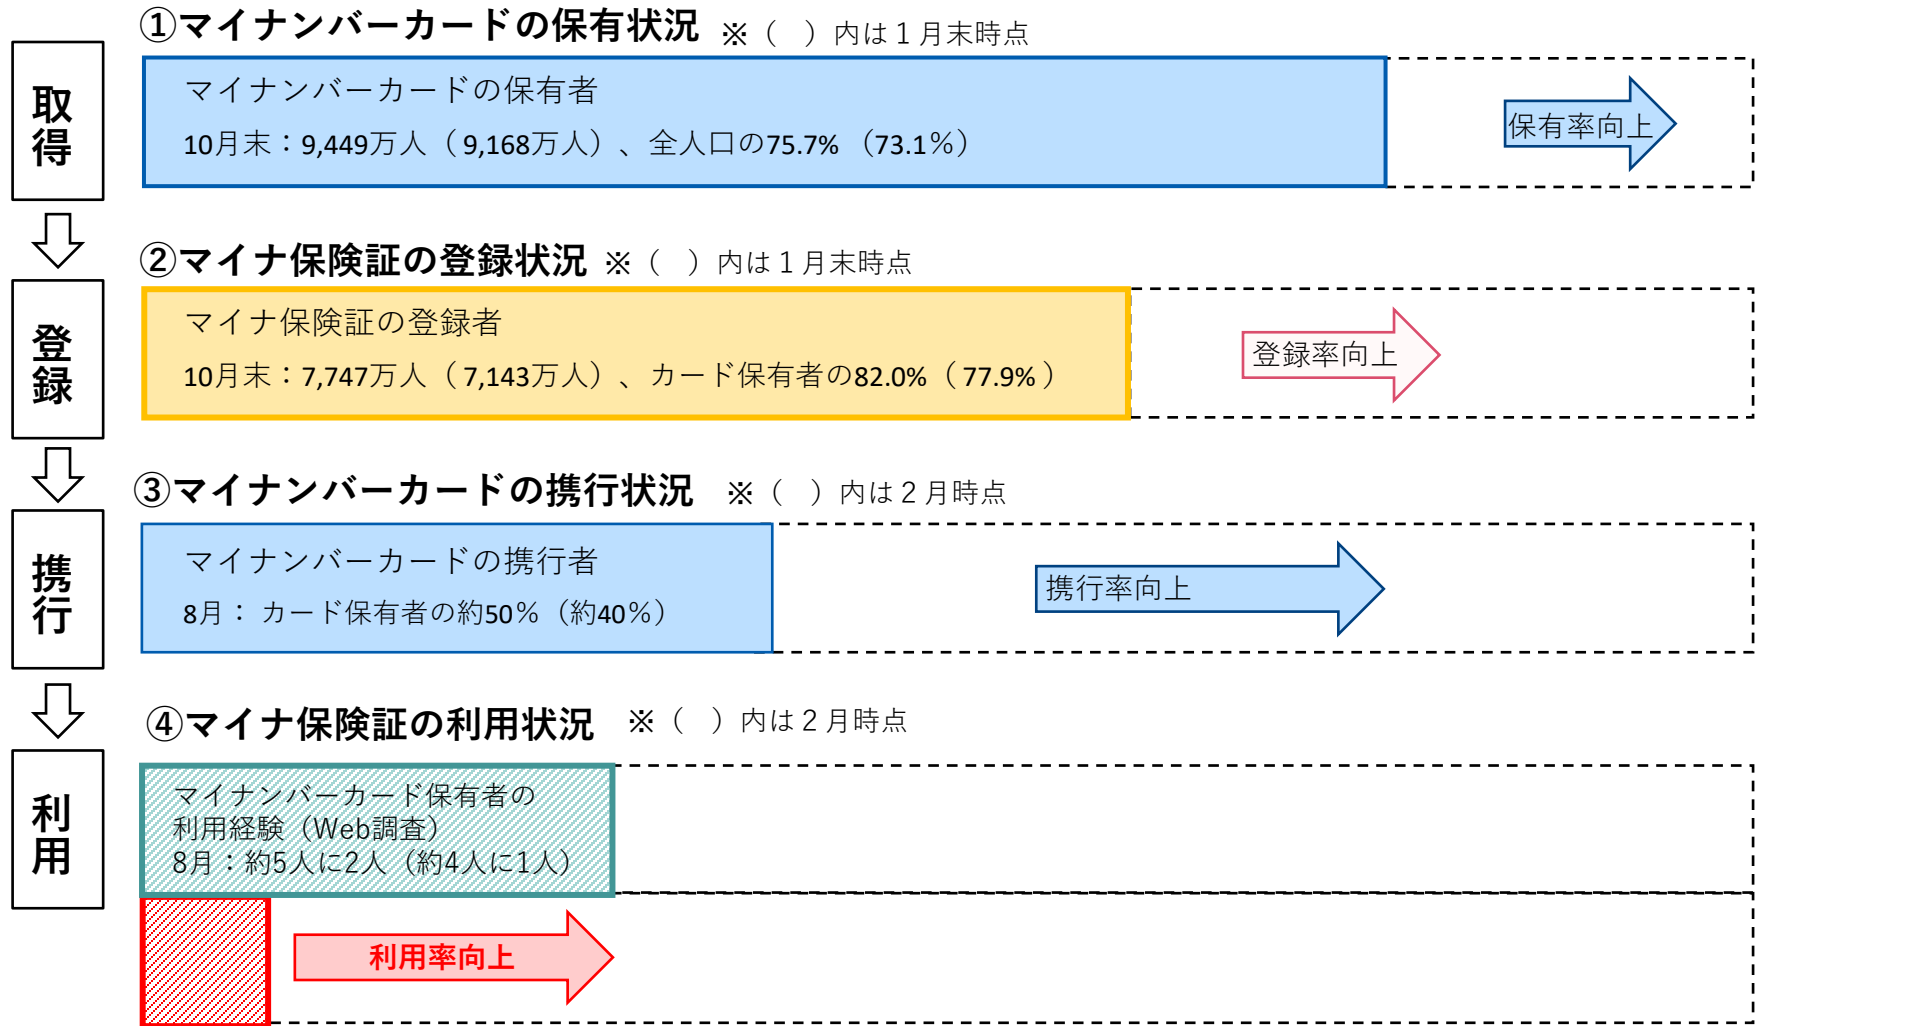 ①マイナンバーカードの保有状況 ※（　）内は１月末時点
取得
マイナンバーカードの保有者
10月末：9,449万人（9,168万人）、全人口の75.7%（73.1％）
保有率向上
②マイナ保険証の登録状況 ※（　）内は１月末時点
登録
マイナ保険証の登録者
10月末：7,747万人（7,143万人）、カード保有者の82.0%（77.9%）
登録率向上
③マイナンバーカードの携行状況 ※（　）内は２月時点
携行
マイナンバーカードの携行者
8月： カード保有者の約50％（約40％）
携行率向上
④マイナ保険証の利用状況 ※（　）内は２月時点
利用
マイナンバーカード保有者の
利用経験（Web調査）
8月：約5人に2人（約4人に1人）
利用率向上